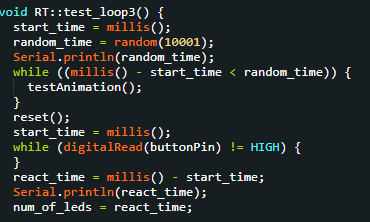 void RT::test_loop3() {
start_time = millis();
random_time = random(10001);
Serial.println(random_time);
while ((millis() - start_time < random_time)) {
testAnimation();
}
reset();
start_time = millis();
while (digitalRead(buttonPin) != HIGH) {
}
react_time = millis() - start_time;
Serial.println(react_time);
num_of_leds = react_time;